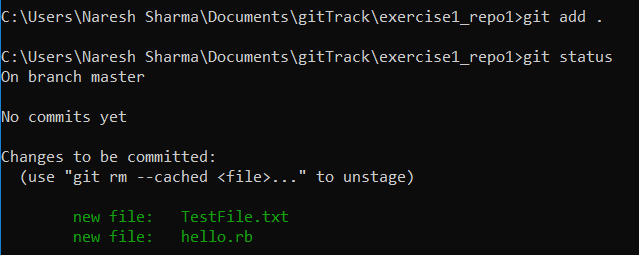 C:\Users\Naresh Sharma\Documents\gitTrack\exercise1_repo1>git add .
C:\Users\Naresh Sharma\Documents\gitTrack\exercise1_repo1>git status
On branch master
No commits yet
Changes to be committed:
  (use "git rm --cached <file>..." to unstage)
        new file:   TestFile.txt
        new file:   hello.rb